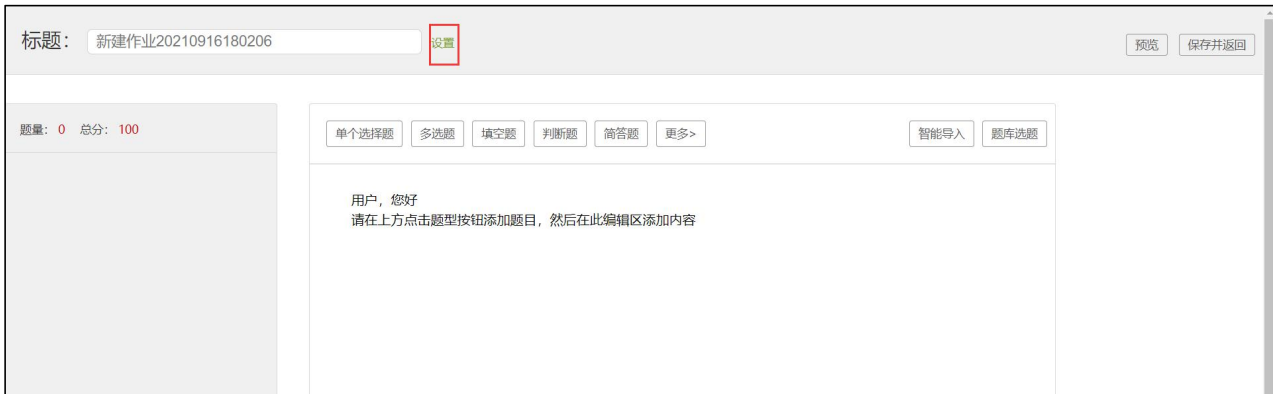 标题： 新建作业20210916180206 设置 预览 保存并返回
题量： 0 总分： 100
单个选择题 多选题 填空题 判断题 简答题 更多> 智能导入 题库选题
用户，您好
请在上方点击题型按钮添加题目，然后在此编辑区添加内容